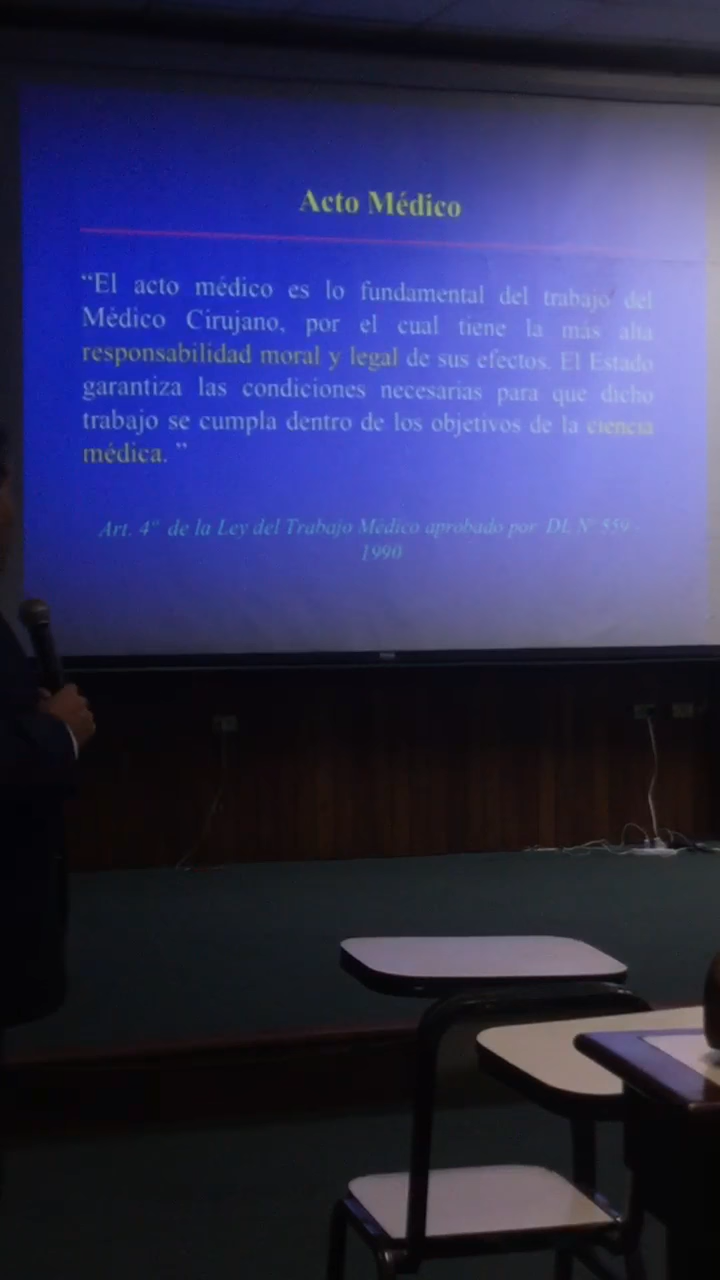 Acto Médico
“El acto médico es lo fundamental del trabajo del
Médico Cirujano, por el cual tiene la más alta
responsabilidad moral y legal de sus efectos. El Estado
garantiza las condiciones necesarias para que dicho
trabajo se cumpla dentro de los objetivos de la ciencia
médica. ”
Art. 4° de la Ley del Trabajo Médico aprobado por DL Nº 559 -
1990